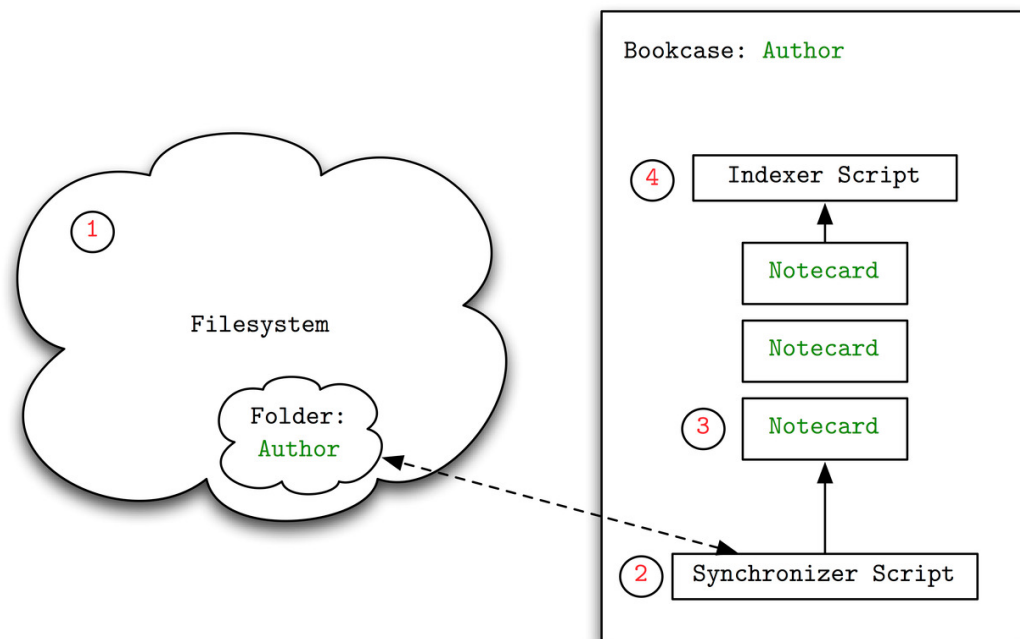 Bookcase: Author
4
Indexer Script
1
Notecard
Filesystem
Notecard
Folder:
Author
3
Notecard
2
Synchronizer Script